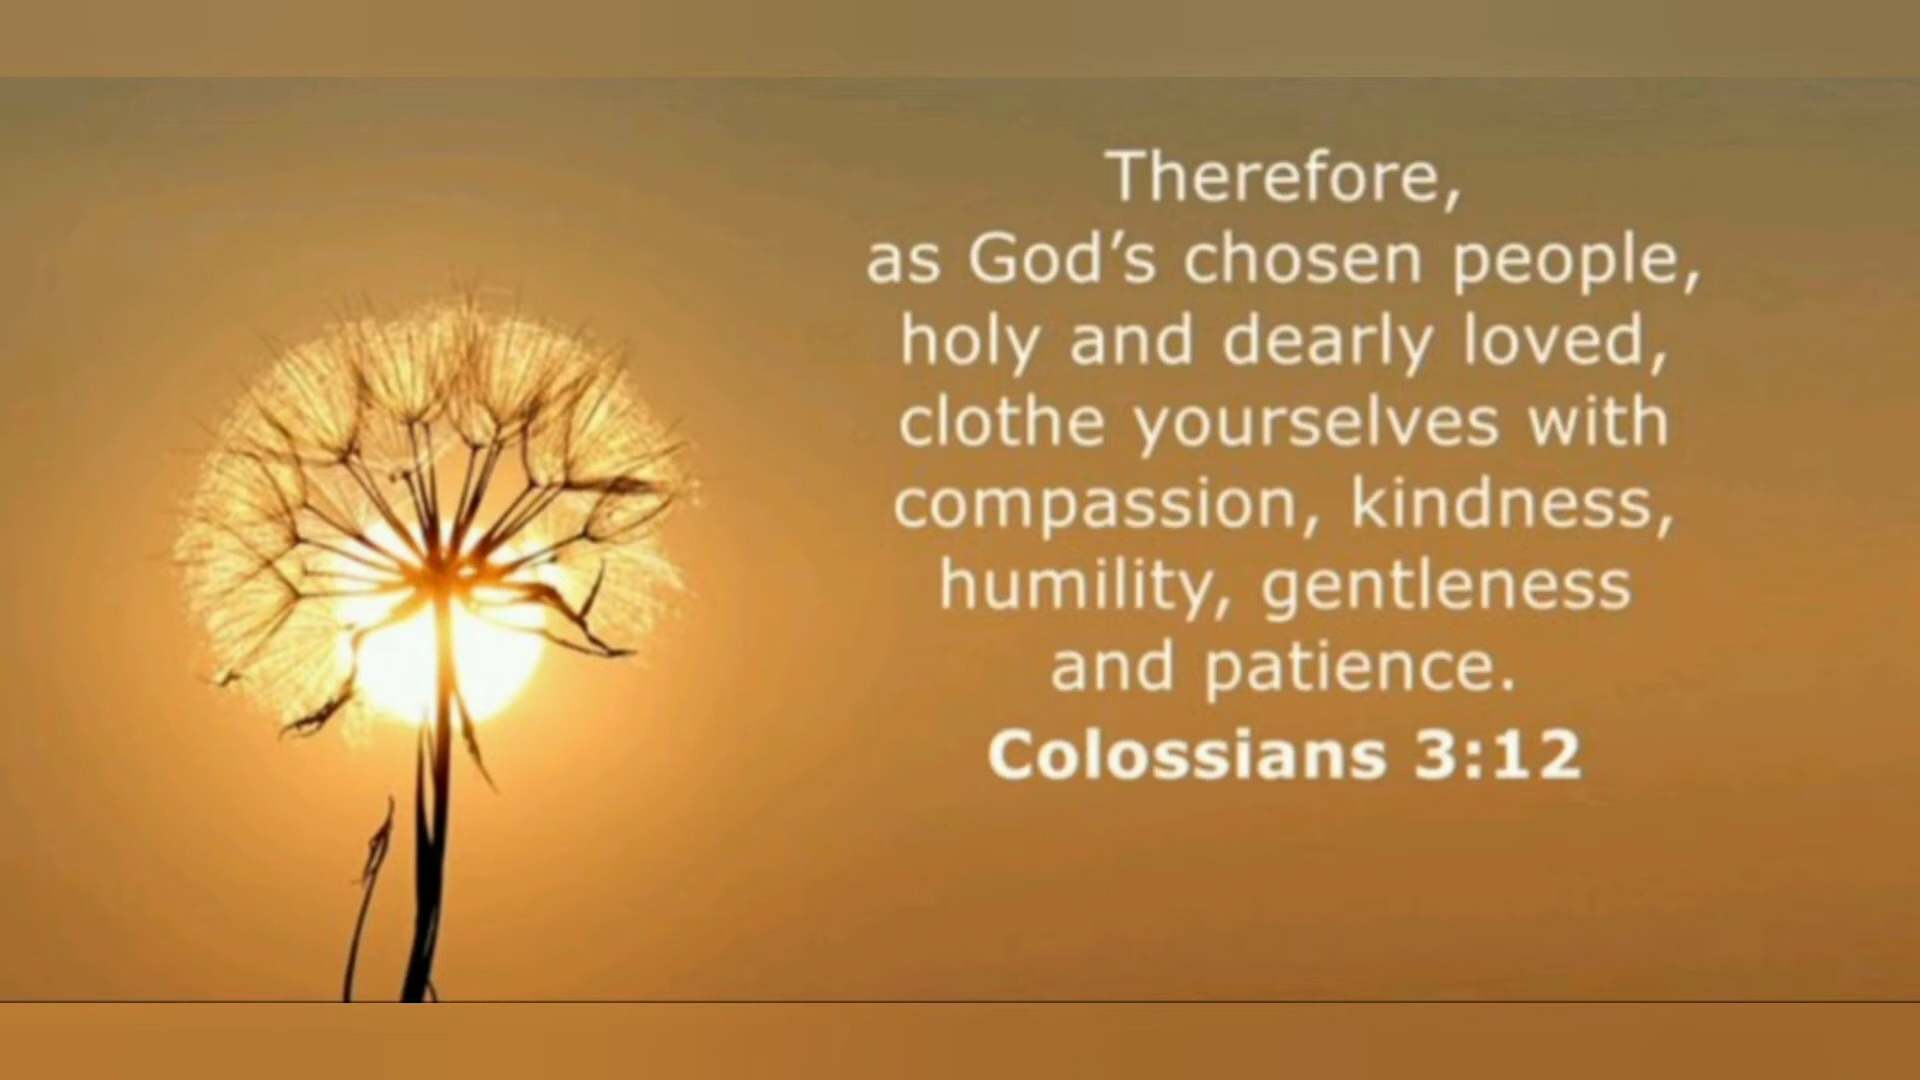 Therefore,
as God’s chosen people,
holy and dearly loved,
clothe yourselves with
compassion, kindness,
humility, gentleness
and patience.
Colossians 3:12